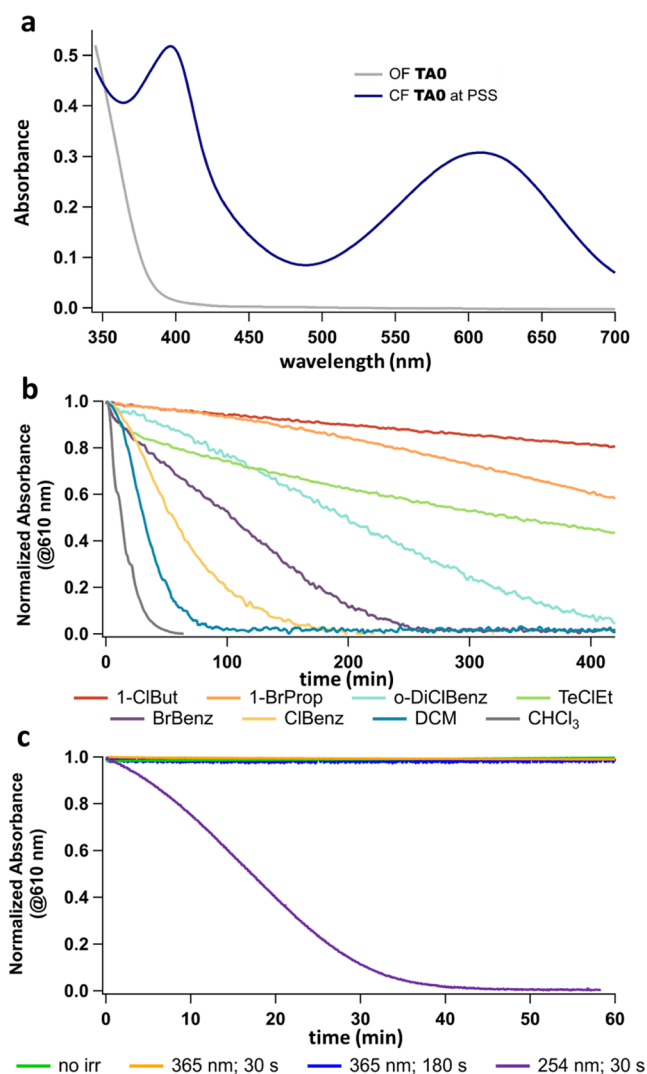 a
0.5
0.4
0.3
0.2
0.1
0.0
Absorbance
OF TA0
CF TA0 at PSS
350 400 450 500 550 600 650 700
wavelength (nm)
b
1.0
0.8
0.6
0.4
0.2
0.0
Normalized Absorbance
(@610 nm)
0 100 200 300 400
time (min)
1-ClBut 1-BrProp o-DiClBenz TeClEt
BrBenz ClBenz DCM CHCl₃
c
1.0
0.8
0.6
0.4
0.2
0.0
Normalized Absorbance
(@610 nm)
0 10 20 30 40 50 60
time (min)
no irr 365 nm; 30 s 365 nm; 180 s 254 nm; 30 s